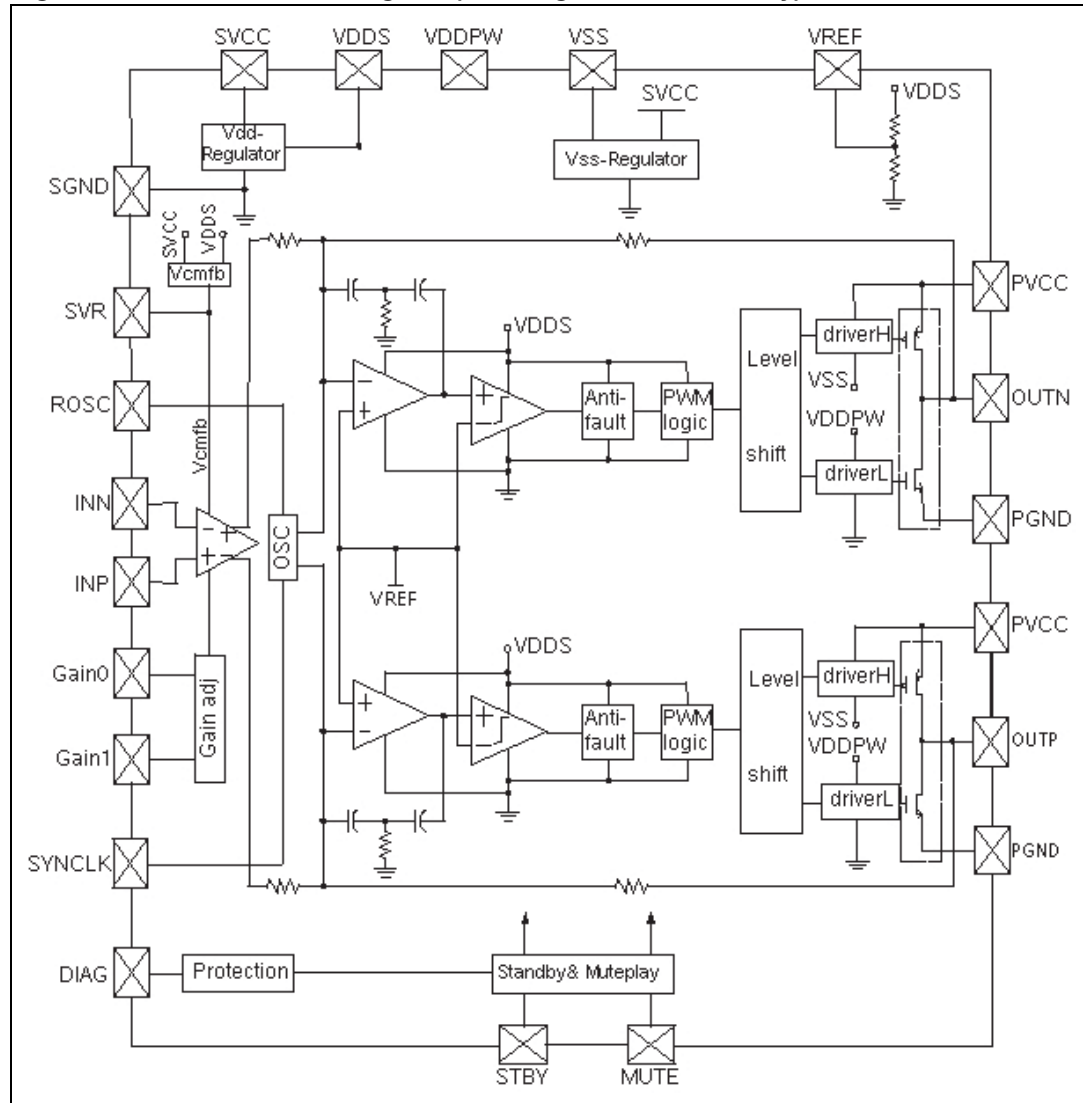 SVCC
VDDS
VDDPW
VSS
VREF
SVCC
VDDS
Vdd-
Regulator
Vss-Regulator
SGND
SVCC
VDDS
Vcmfb
SVR
PVCC
VDDS
Level
shift
driverH
VSS
VDDPW
driverL
Anti-
fault
PWM
logic
ROSC
OUTN
Vcmfb
INN
PGND
OSC
INP
VREF
PVCC
Gain0
VDDS
Level
shift
driverH
VSS
VDDPW
driverL
Anti-
fault
PWM
logic
Gain adj
Gain1
OUTP
SYNCLK
PGND
DIAG
Protection
Standby& Muteplay
STBY
MUTE